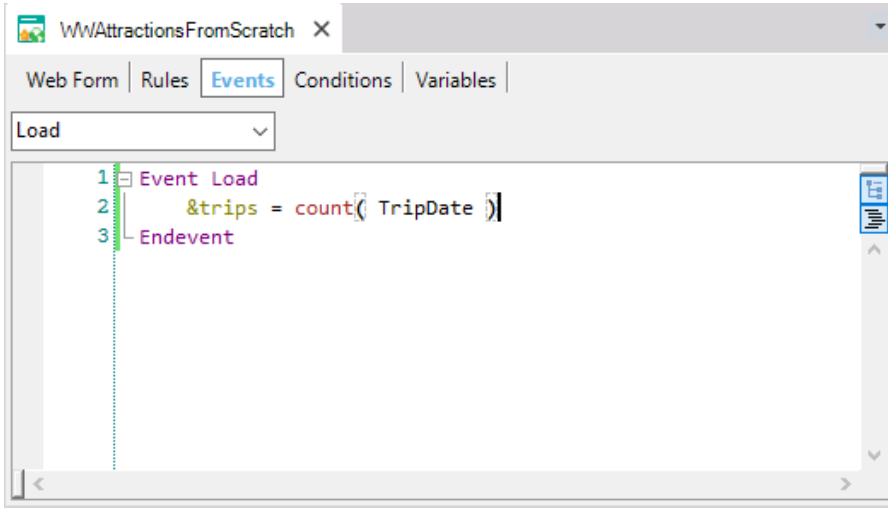 WWAttractionsFromScratch
Web Form Rules Events Conditions Variables
Load
1 Event Load
2 &trips = count( TripDate )
3 Endevent